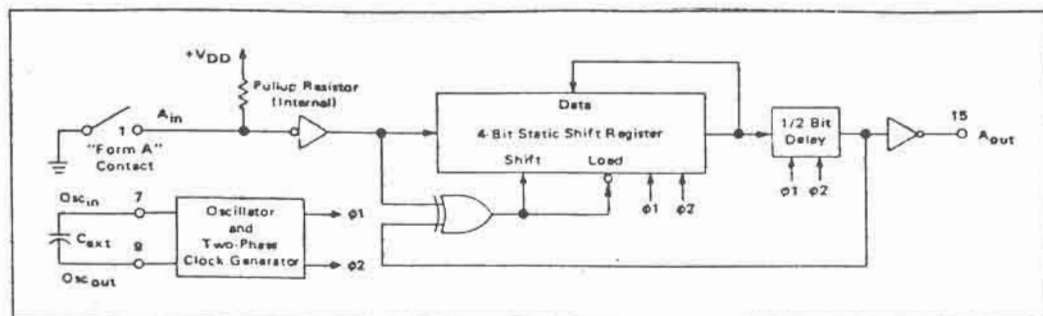 +VDD
Pullup Resistor
(Internal)
Ain
1
"Form A"
Contact
Data
4-Bit Static Shift Register
Shift Load
1/2 Bit
Delay
15
Aout
φ1 φ2
φ1 φ2
Oscin
7
Cext
9
Oscout
Oscillator
and
Two-Phase
Clock Generator
φ1
φ2